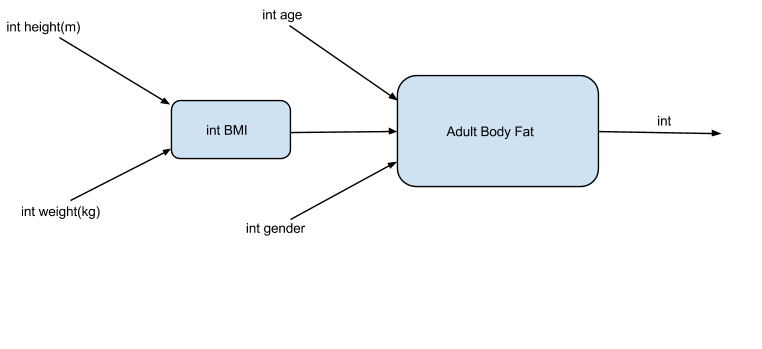 int age
int height(m)
int
int BMI
Adult Body Fat
int weight(kg)
int gender